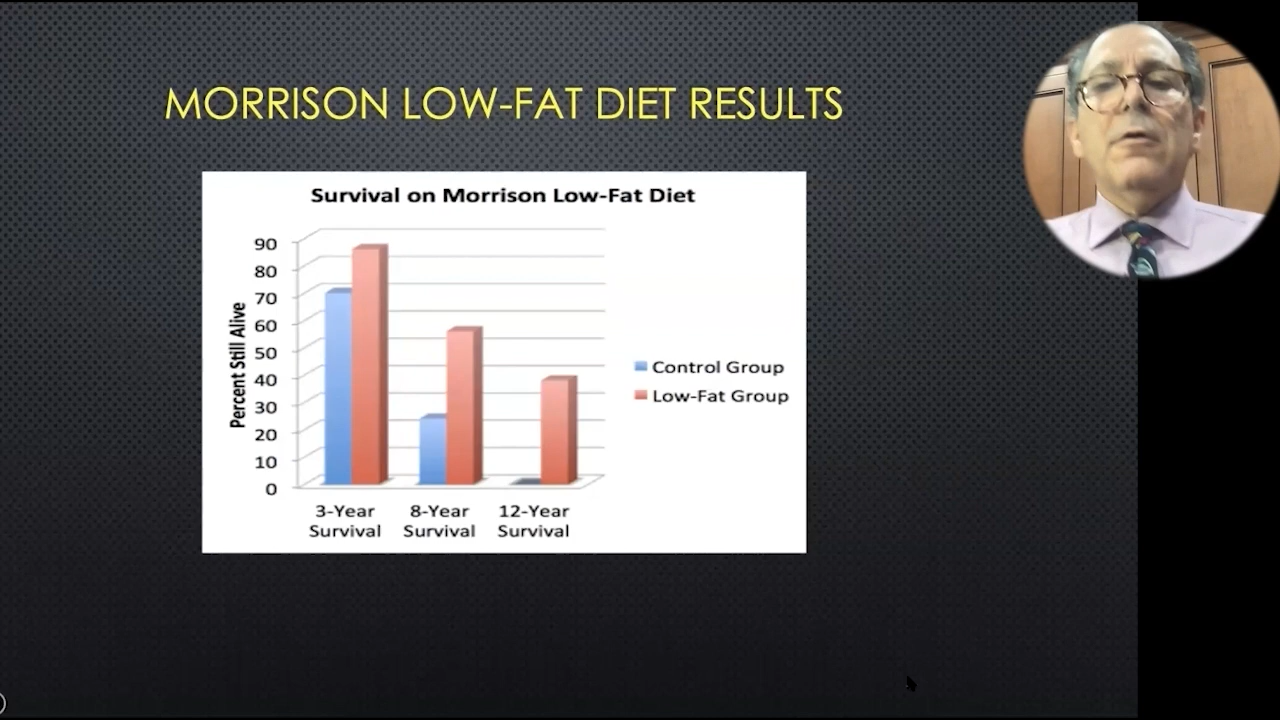 MORRISON LOW-FAT DIET RESULTS
Survival on Morrison Low-Fat Diet
Percent Still Alive
90
80
70
60
50
40
30
20
10
0
3-Year Survival
8-Year Survival
12-Year Survival
Control Group
Low-Fat Group